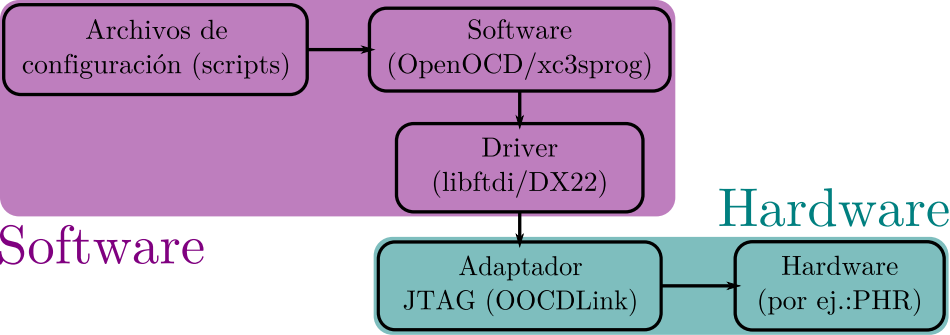 Archivos de
configuración (scripts)
Software
(OpenOCD/xc3sprog)
Driver
(libftdi/DX22)
Hardware
Software
Adaptador
JTAG (OOCDLink)
Hardware
(por ej.:PHR)